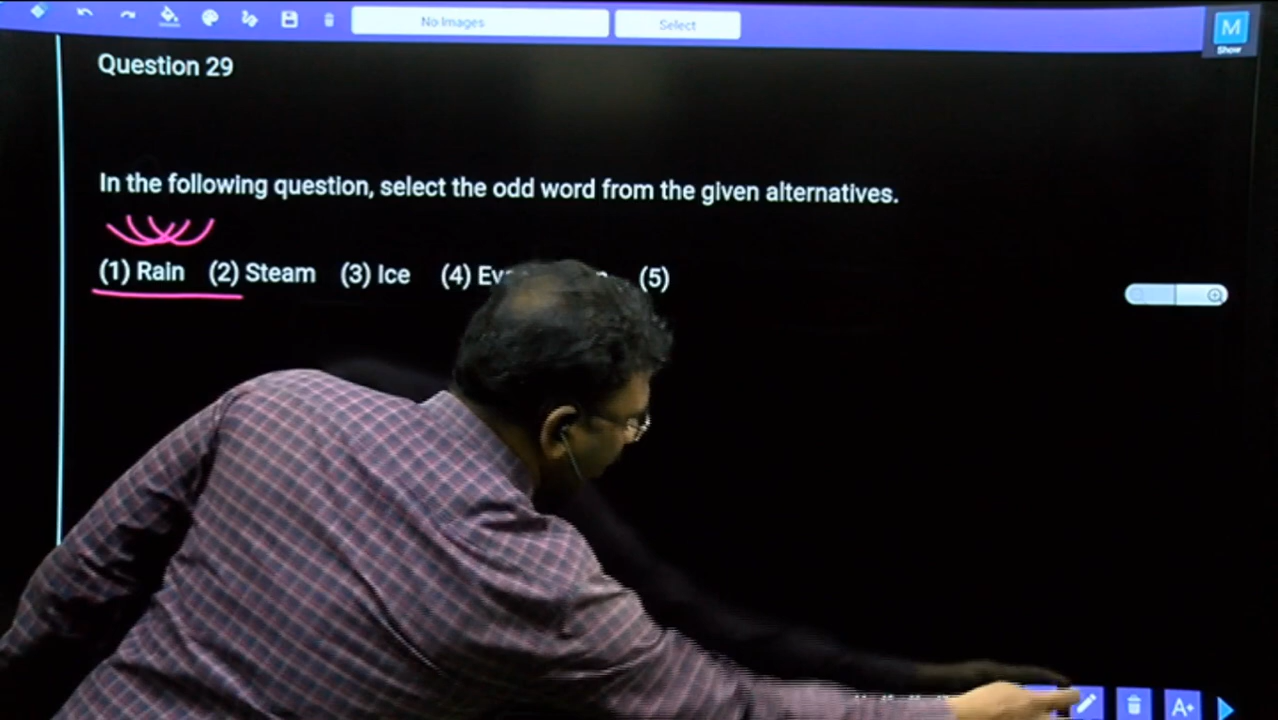 No Images Select M
Show
Question 29
In the following question, select the odd word from the given alternatives.
(1) Rain (2) Steam (3) Ice (4) (5)
A+